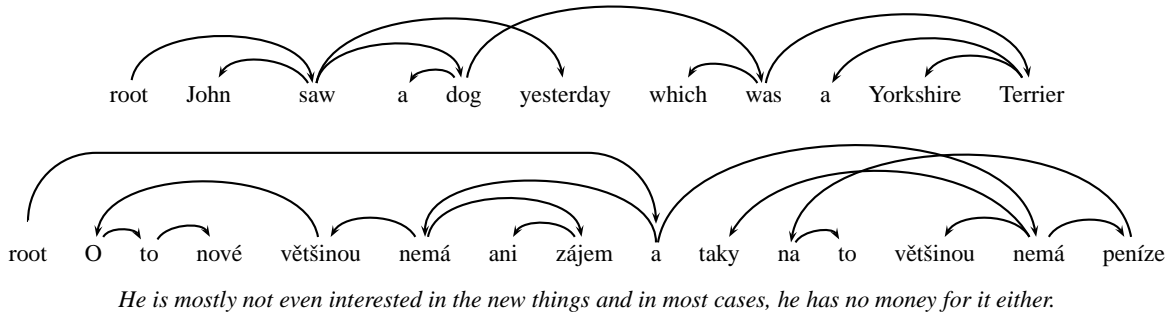 root John saw a dog yesterday which was a Yorkshire Terrier
root O to nové většinou nemá ani zájem a taky na to většinou nemá peníze
He is mostly not even interested in the new things and in most cases, he has no money for it either.